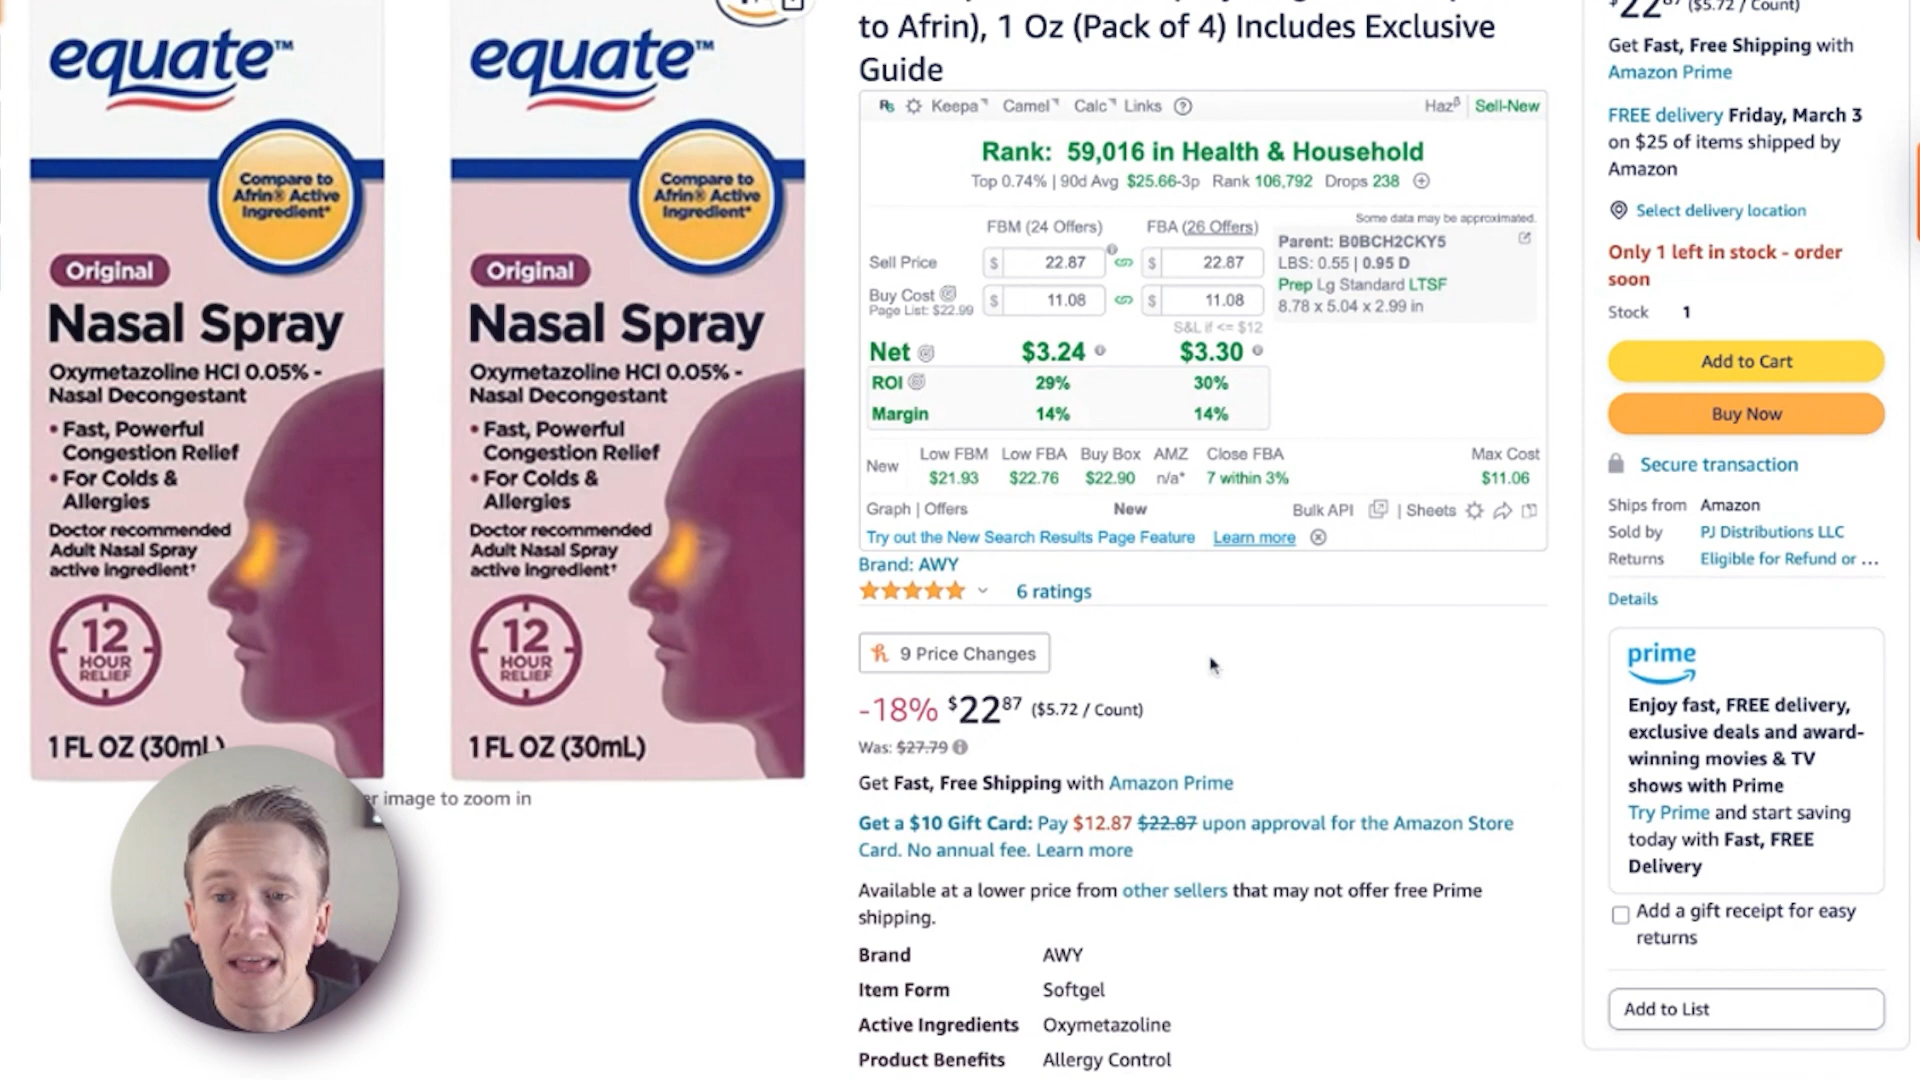 equate™
Compare to
Afrin® Active
Ingredient*
Original
Nasal Spray
Oxymetazoline HCl 0.05% -
Nasal Decongestant
• Fast, Powerful
Congestion Relief
• For Colds &
Allergies
Doctor recommended
Adult Nasal Spray
active ingredient†
12
HOUR
RELIEF
1 FL OZ (30mL)
equate™
Compare to
Afrin® Active
Ingredient*
Original
Nasal Spray
Oxymetazoline HCl 0.05% -
Nasal Decongestant
• Fast, Powerful
Congestion Relief
• For Colds &
Allergies
Doctor recommended
Adult Nasal Spray
active ingredient†
12
HOUR
RELIEF
1 FL OZ (30mL)
image to zoom in
to Afrin), 1 Oz (Pack of 4) Includes Exclusive
Guide
Keepa Camel Calc Links Hazᵝ Sell-New
Rank: 59,016 in Health & Household
Top 0.74% | 90d Avg $25.66-3p Rank 106,792 Drops 238
Some data may be approximated.
FBM (24 Offers) FBA (26 Offers)
Sell Price $ 22.87 $ 22.87
Buy Cost $ 11.08 $ 11.08
Page List: $22.99
S&L if <= $12
Parent: B0BCH2CKY5
LBS: 0.55 | 0.95 D
Prep Lg Standard LTSF
8.78 x 5.04 x 2.99 in
Net $3.24 $3.30
ROI 29% 30%
Margin 14% 14%
Low FBM Low FBA Buy Box AMZ Close FBA Max Cost
New $21.93 $22.76 $22.90 n/a* 7 within 3% $11.06
Graph | Offers New Bulk API | Sheets
Try out the New Search Results Page Feature Learn more
Brand: AWY
6 ratings
9 Price Changes
-18% $22⁸⁷ ($5.72 / Count)
Was: $27.79
Get Fast, Free Shipping with Amazon Prime
Get a $10 Gift Card: Pay $12.87 $22.87 upon approval for the Amazon Store
Card. No annual fee. Learn more
Available at a lower price from other sellers that may not offer free Prime
shipping.
Brand AWY
Item Form Softgel
Active Ingredients Oxymetazoline
Product Benefits Allergy Control
$22⁸⁷ ($5.72 / Count)
Get Fast, Free Shipping with
Amazon Prime
FREE delivery Friday, March 3
on $25 of items shipped by
Amazon
Select delivery location
Only 1 left in stock - order
soon
Stock 1
Add to Cart
Buy Now
Secure transaction
Ships from Amazon
Sold by PJ Distributions LLC
Returns Eligible for Refund or ...
Details
prime
Enjoy fast, FREE delivery,
exclusive deals and award-
winning movies & TV
shows with Prime
Try Prime and start saving
today with Fast, FREE
Delivery
Add a gift receipt for easy
returns
Add to List